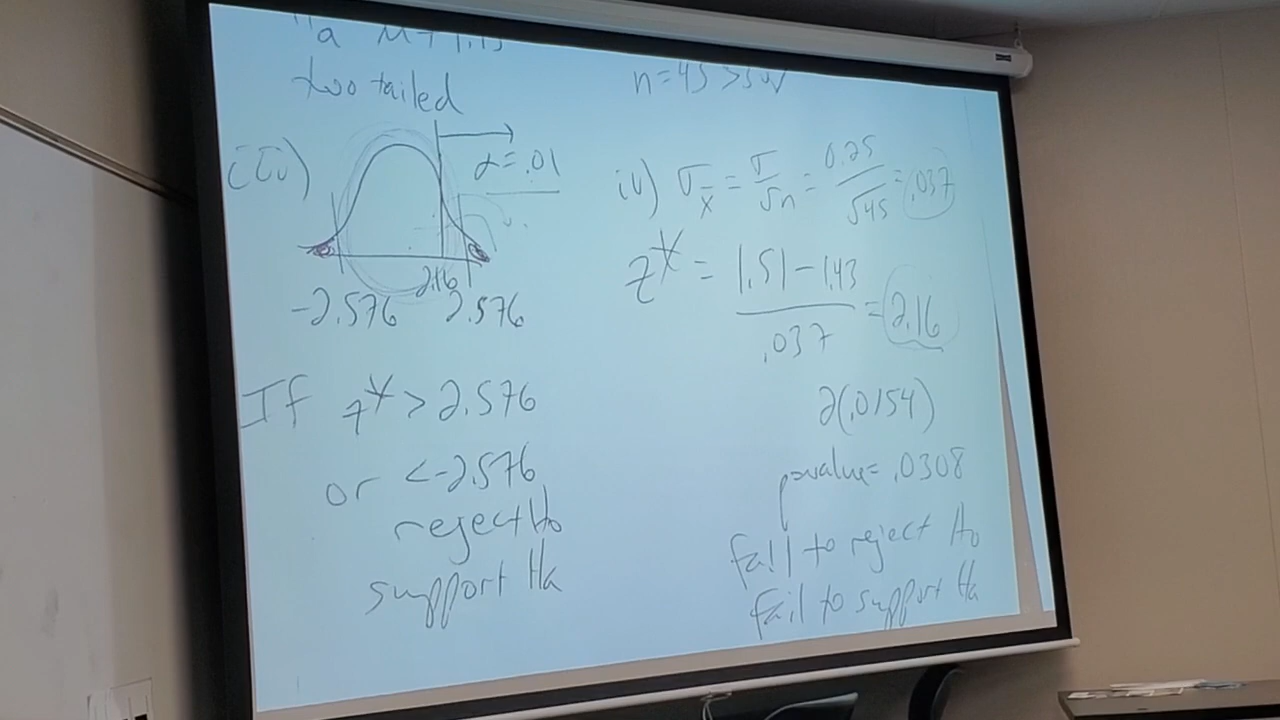 two tailed
n=45 >30 ✓
iii)
α = .01
2.16
-2.576 2.576
If z* > 2.576
or < -2.576
reject H₀
support Ha
iv) σx̄ = σ/√n = 0.25/√45 = .037
z* = 1.51 - 1.43 / .037 = 2.16
2(.0154)
pvalue = .0308
fail to reject H₀
fail to support Ha